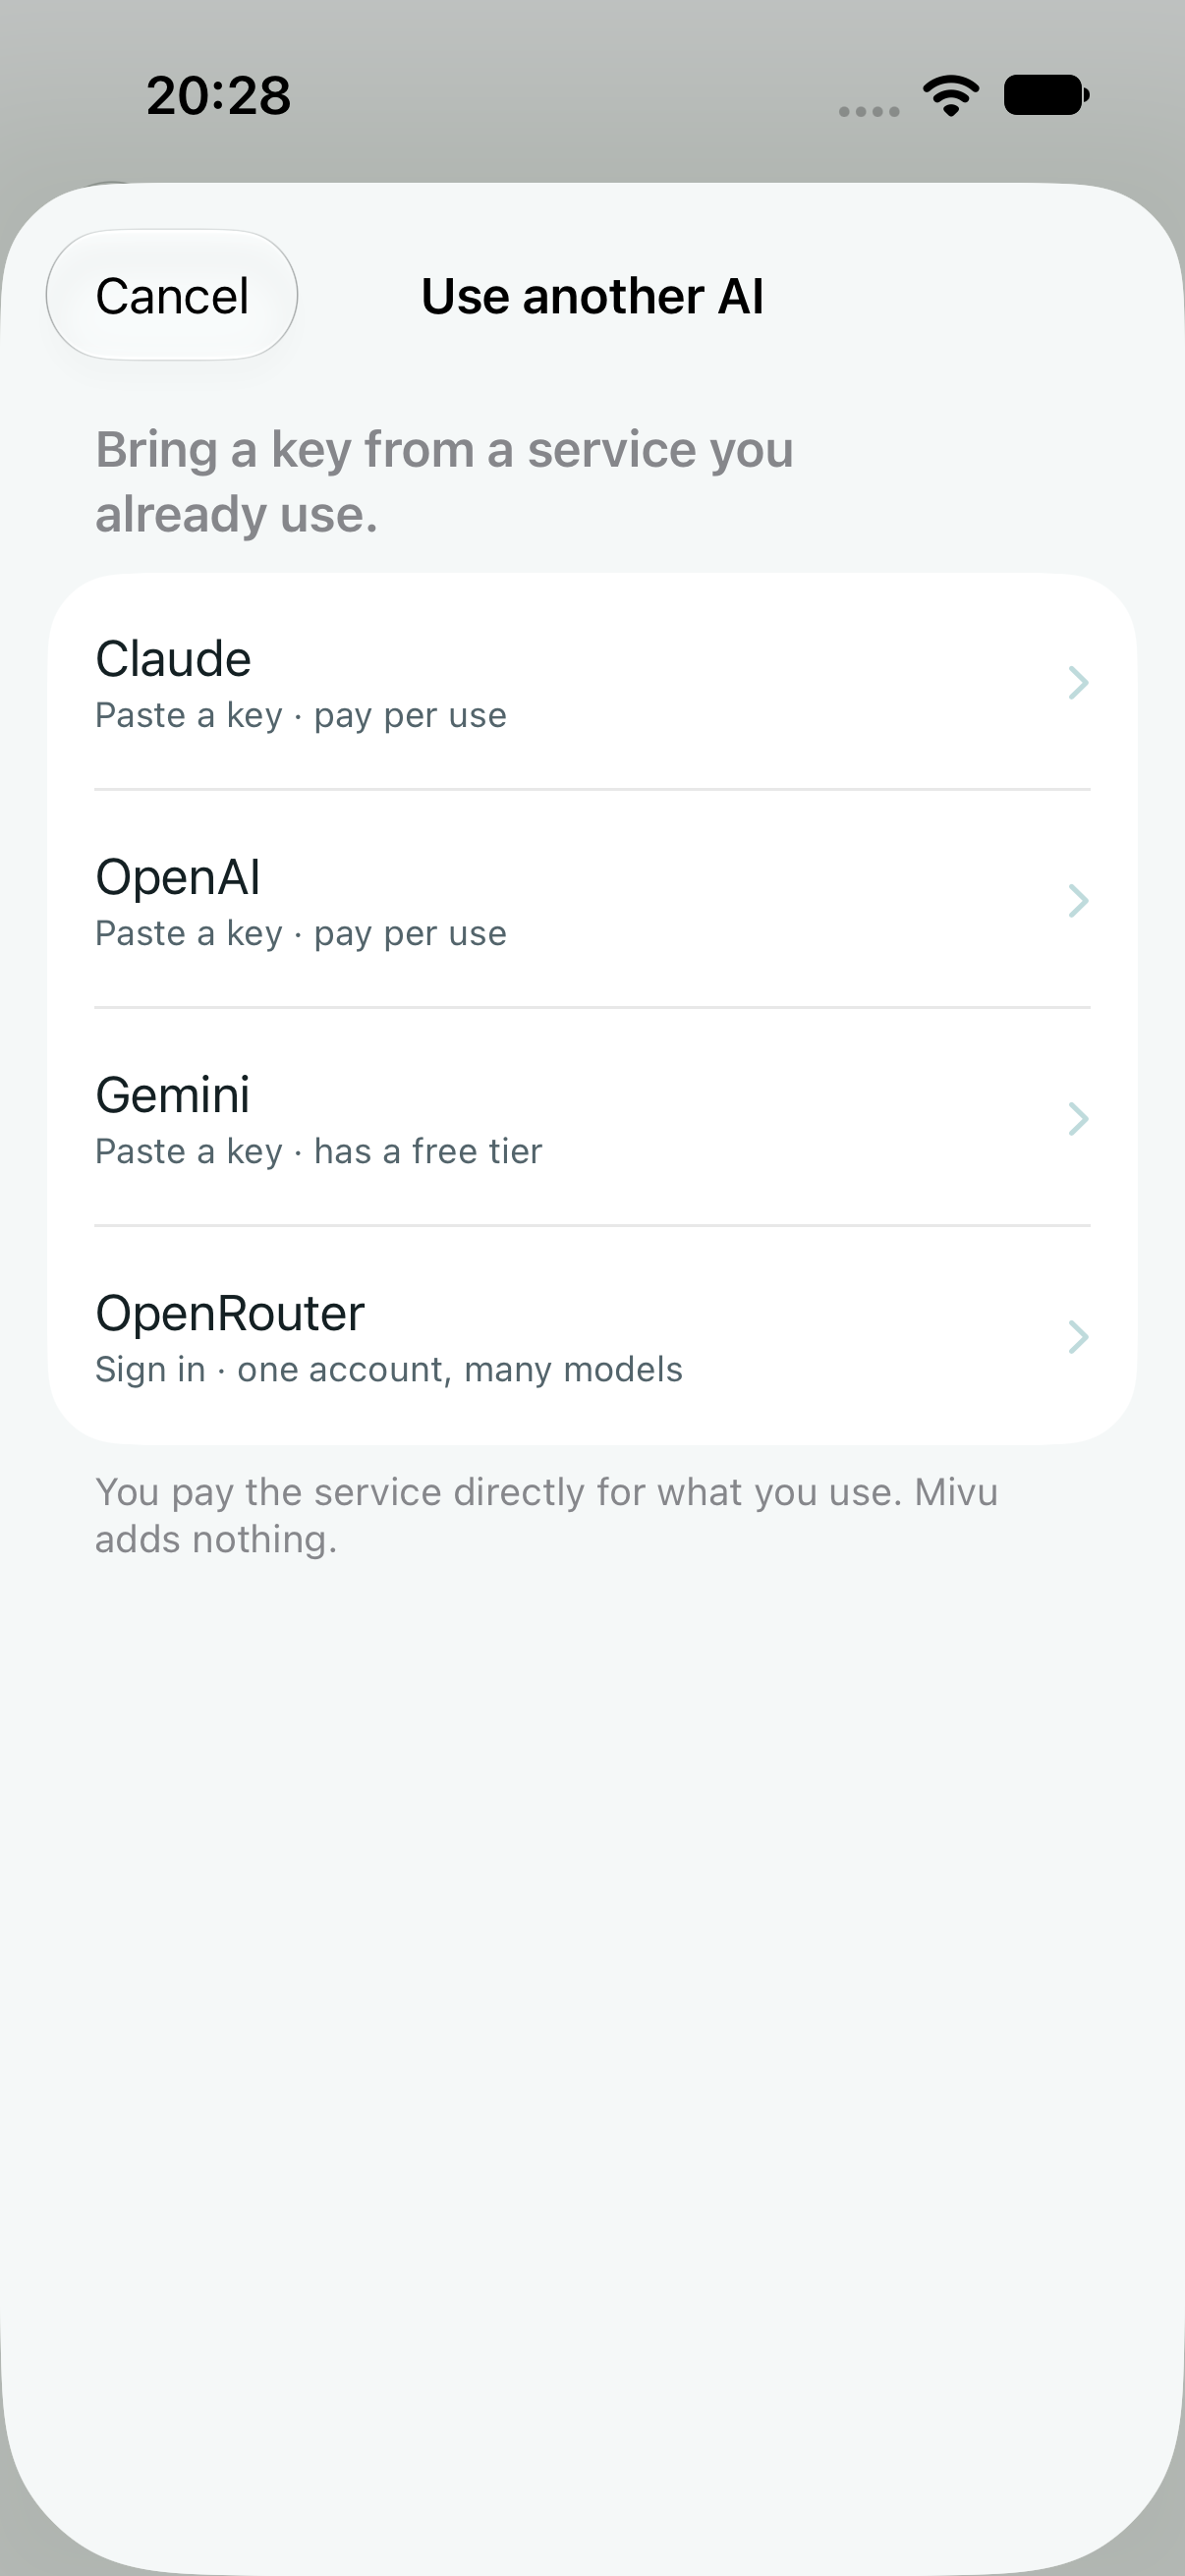 20:28
Cancel
Use another AI
Bring a key from a service you
already use.
Claude
Paste a key · pay per use
OpenAI
Paste a key · pay per use
Gemini
Paste a key · has a free tier
OpenRouter
Sign in · one account, many models
You pay the service directly for what you use. Mivu
adds nothing.